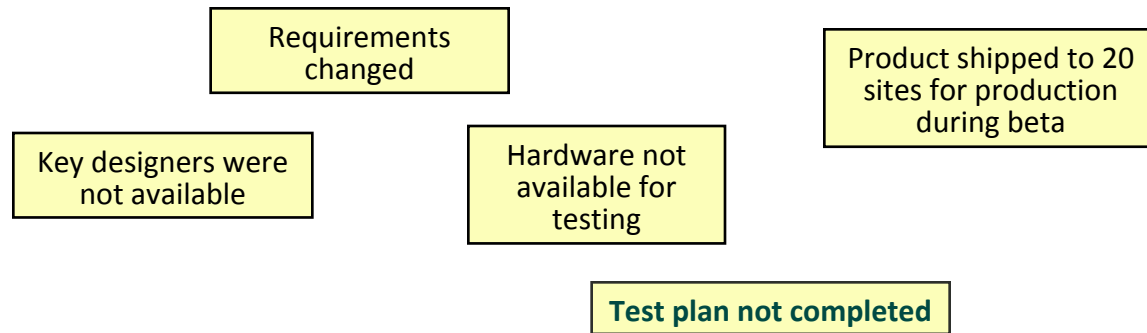 Requirements
changed
Product shipped to 20
sites for production
during beta
Key designers were
not available
Hardware not
available for
testing
Test plan not completed